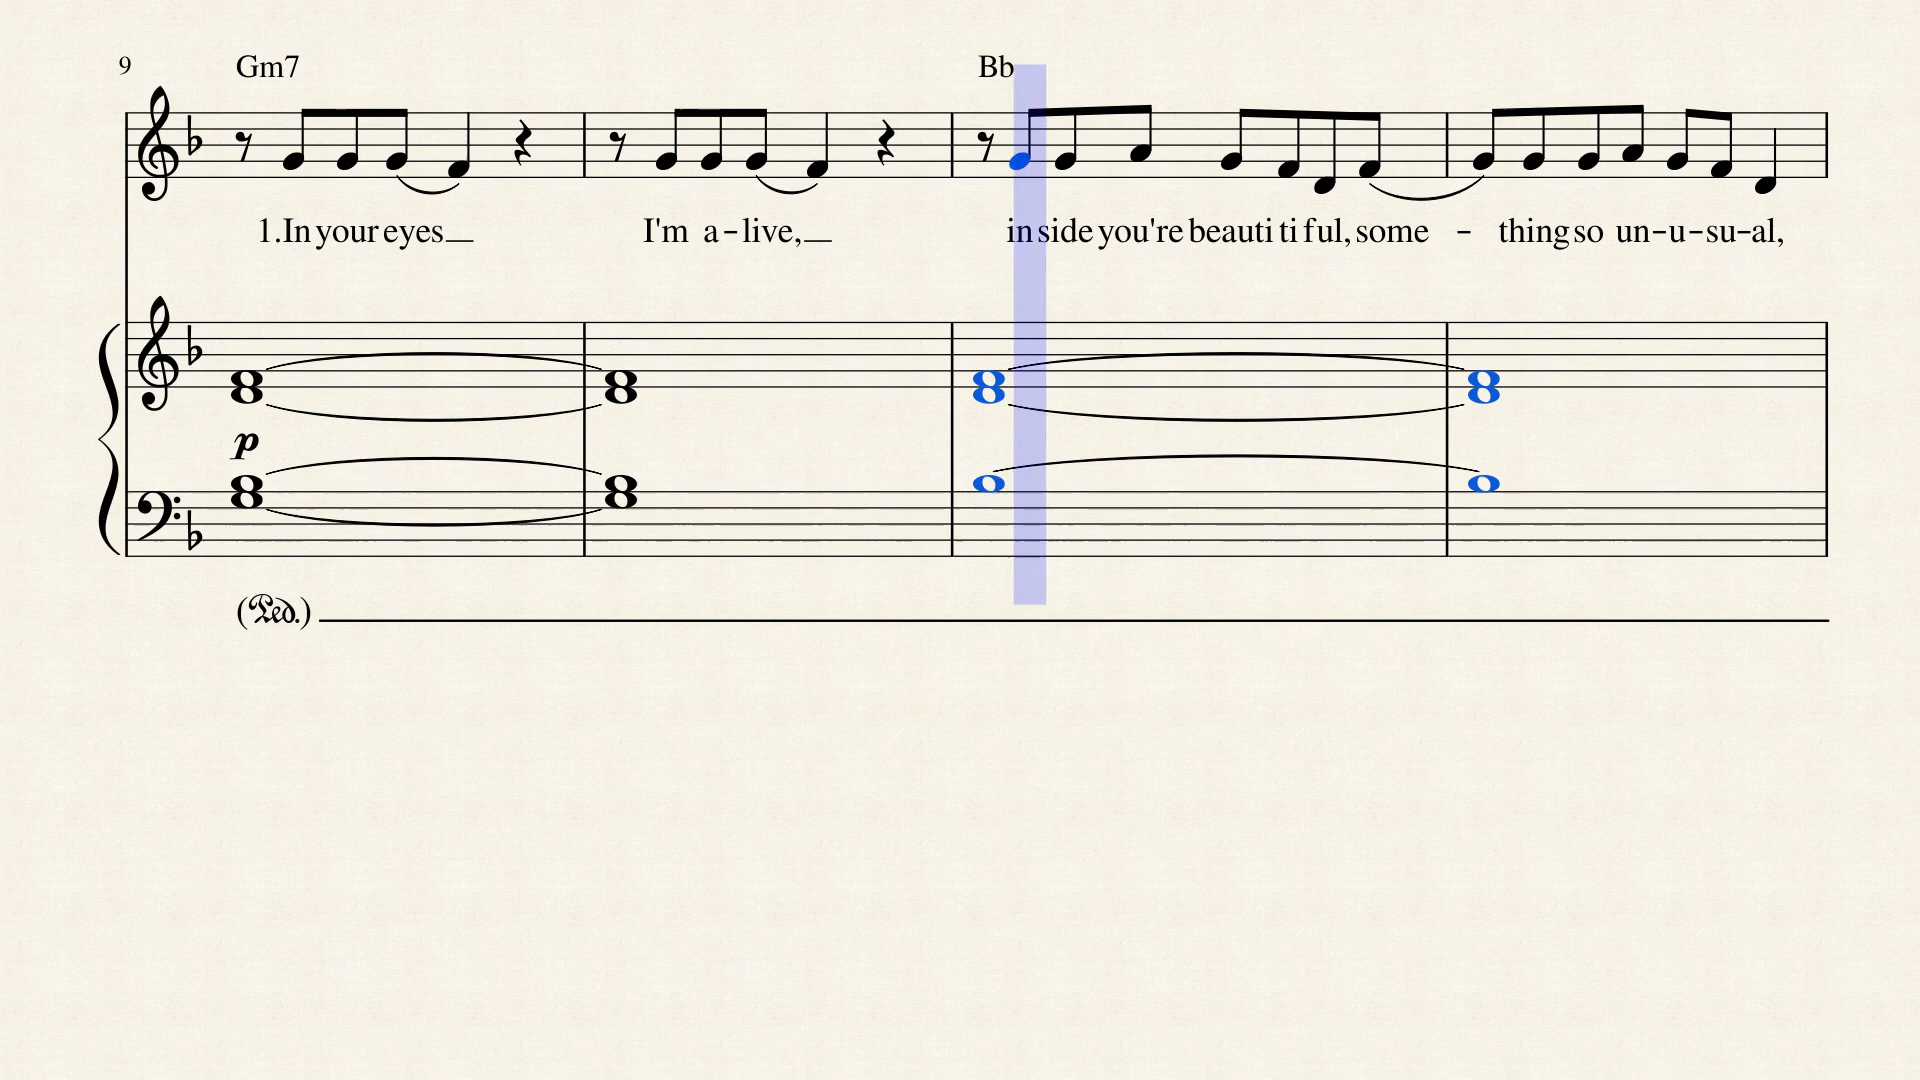 9 Gm7 Bb
1.In your eyes I'm a-live, in side you're beauti ti ful, some - thing so un-u-su-al,
p
(Ped.)